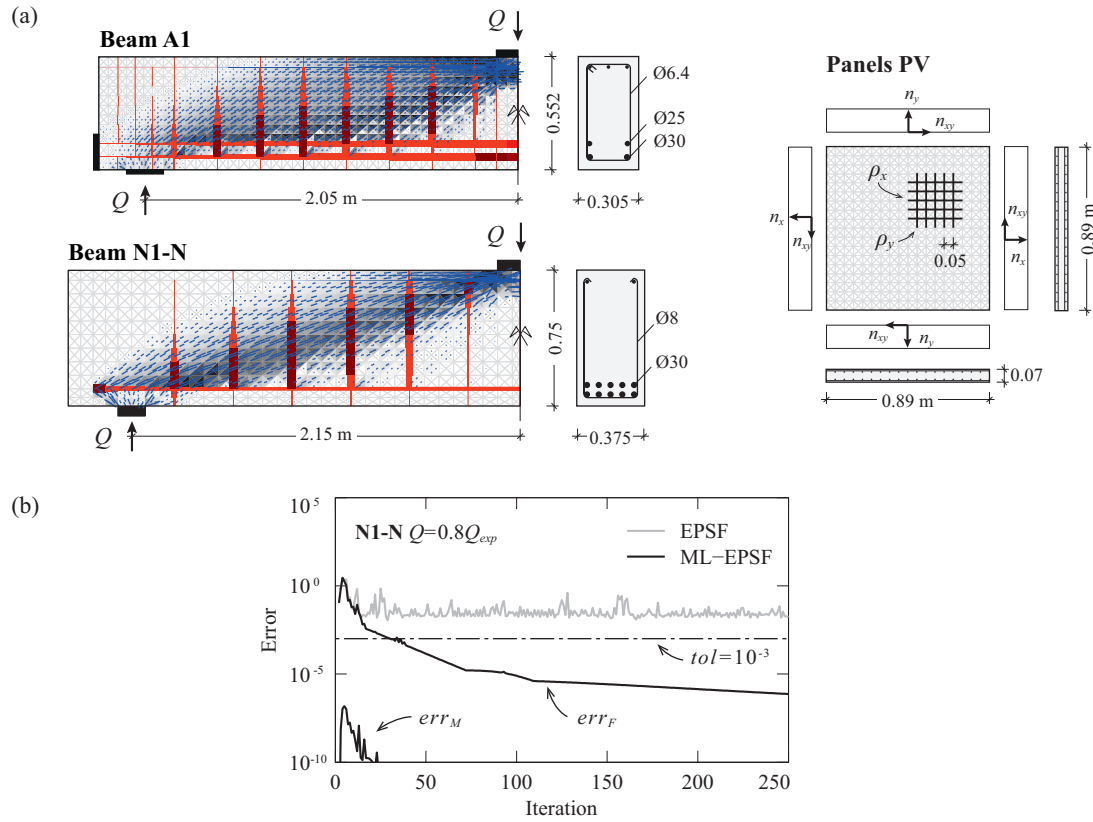 (a)
Beam A1
Q
Q
2.05 m
0.552
Ø6.4
Ø25
Ø30
0.305
Beam N1-N
Q
Q
2.15 m
0.75
Ø8
Ø30
0.375
Panels PV
n_y
n_xy
n_x
n_xy
ρ_x
ρ_y
0.05
n_xy
n_x
0.89 m
n_xy
n_y
0.07
0.89 m
(b)
N1-N Q=0.8Q_exp
EPSF
ML-EPSF
10^5
10^0
10^-5
10^-10
Error
tol=10^-3
err_M
err_F
0
50
100
150
200
250
Iteration